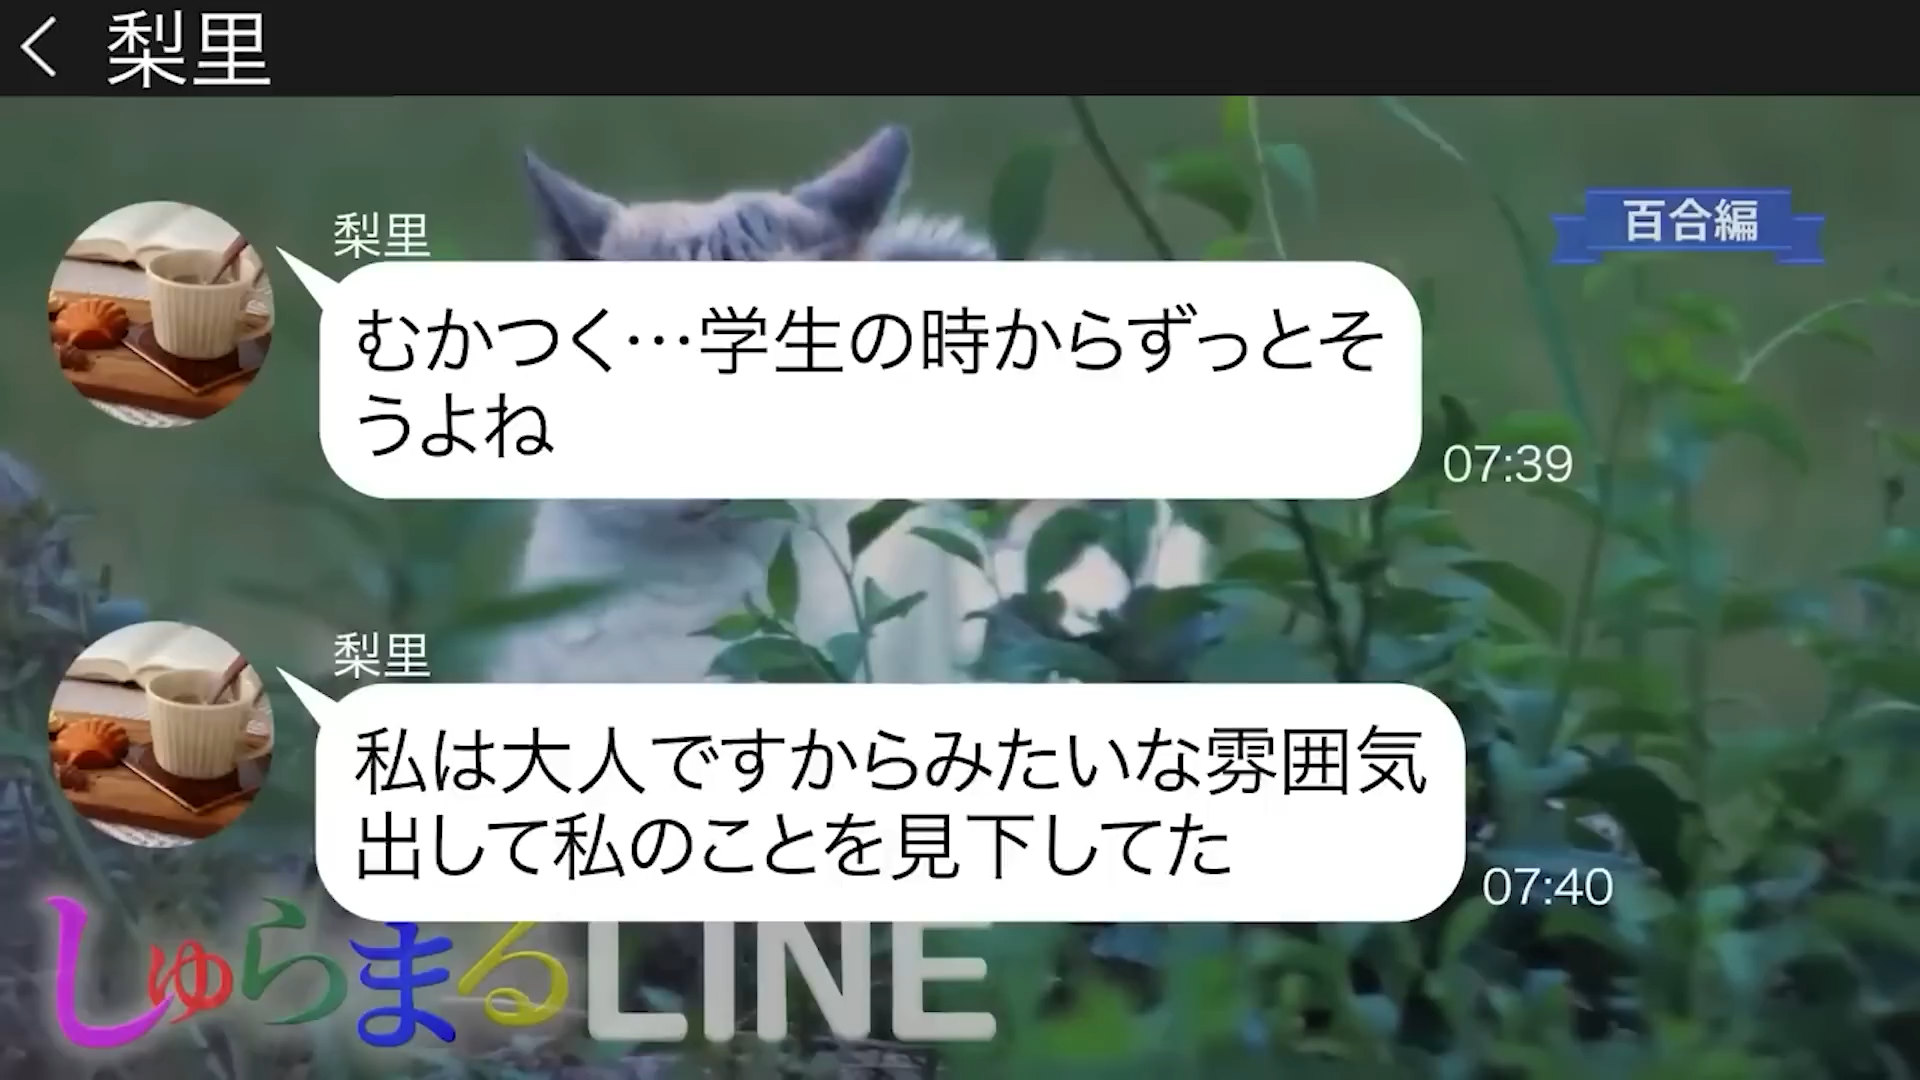 梨里
百合編
梨里
むかつく…学生の時からずっとそ
うよね
07:39
梨里
私は大人ですからみたいな雰囲気
出して私のことを見下してた
07:40
しゅらまるLINE